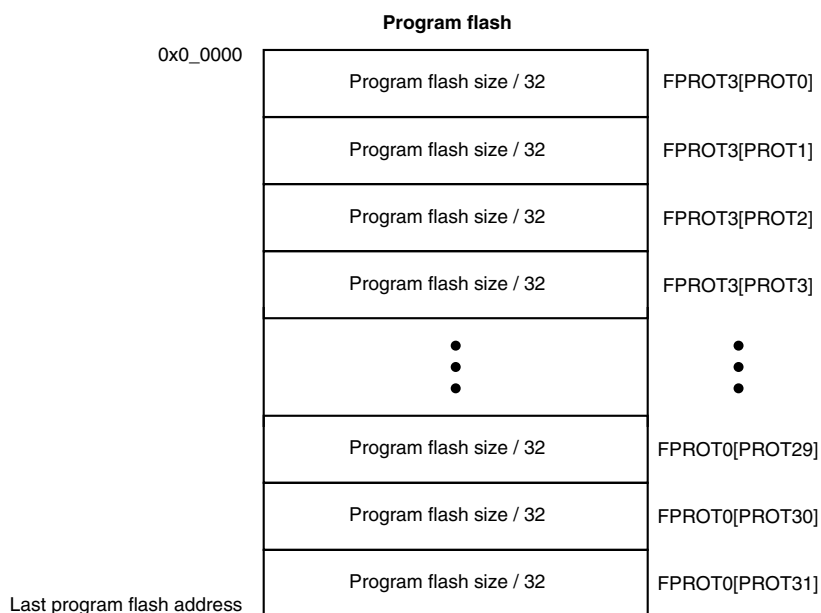 Program flash
0x0_0000
Program flash size / 32 FPROT3[PROT0]
Program flash size / 32 FPROT3[PROT1]
Program flash size / 32 FPROT3[PROT2]
Program flash size / 32 FPROT3[PROT3]
Program flash size / 32 FPROT0[PROT29]
Program flash size / 32 FPROT0[PROT30]
Program flash size / 32 FPROT0[PROT31]
Last program flash address